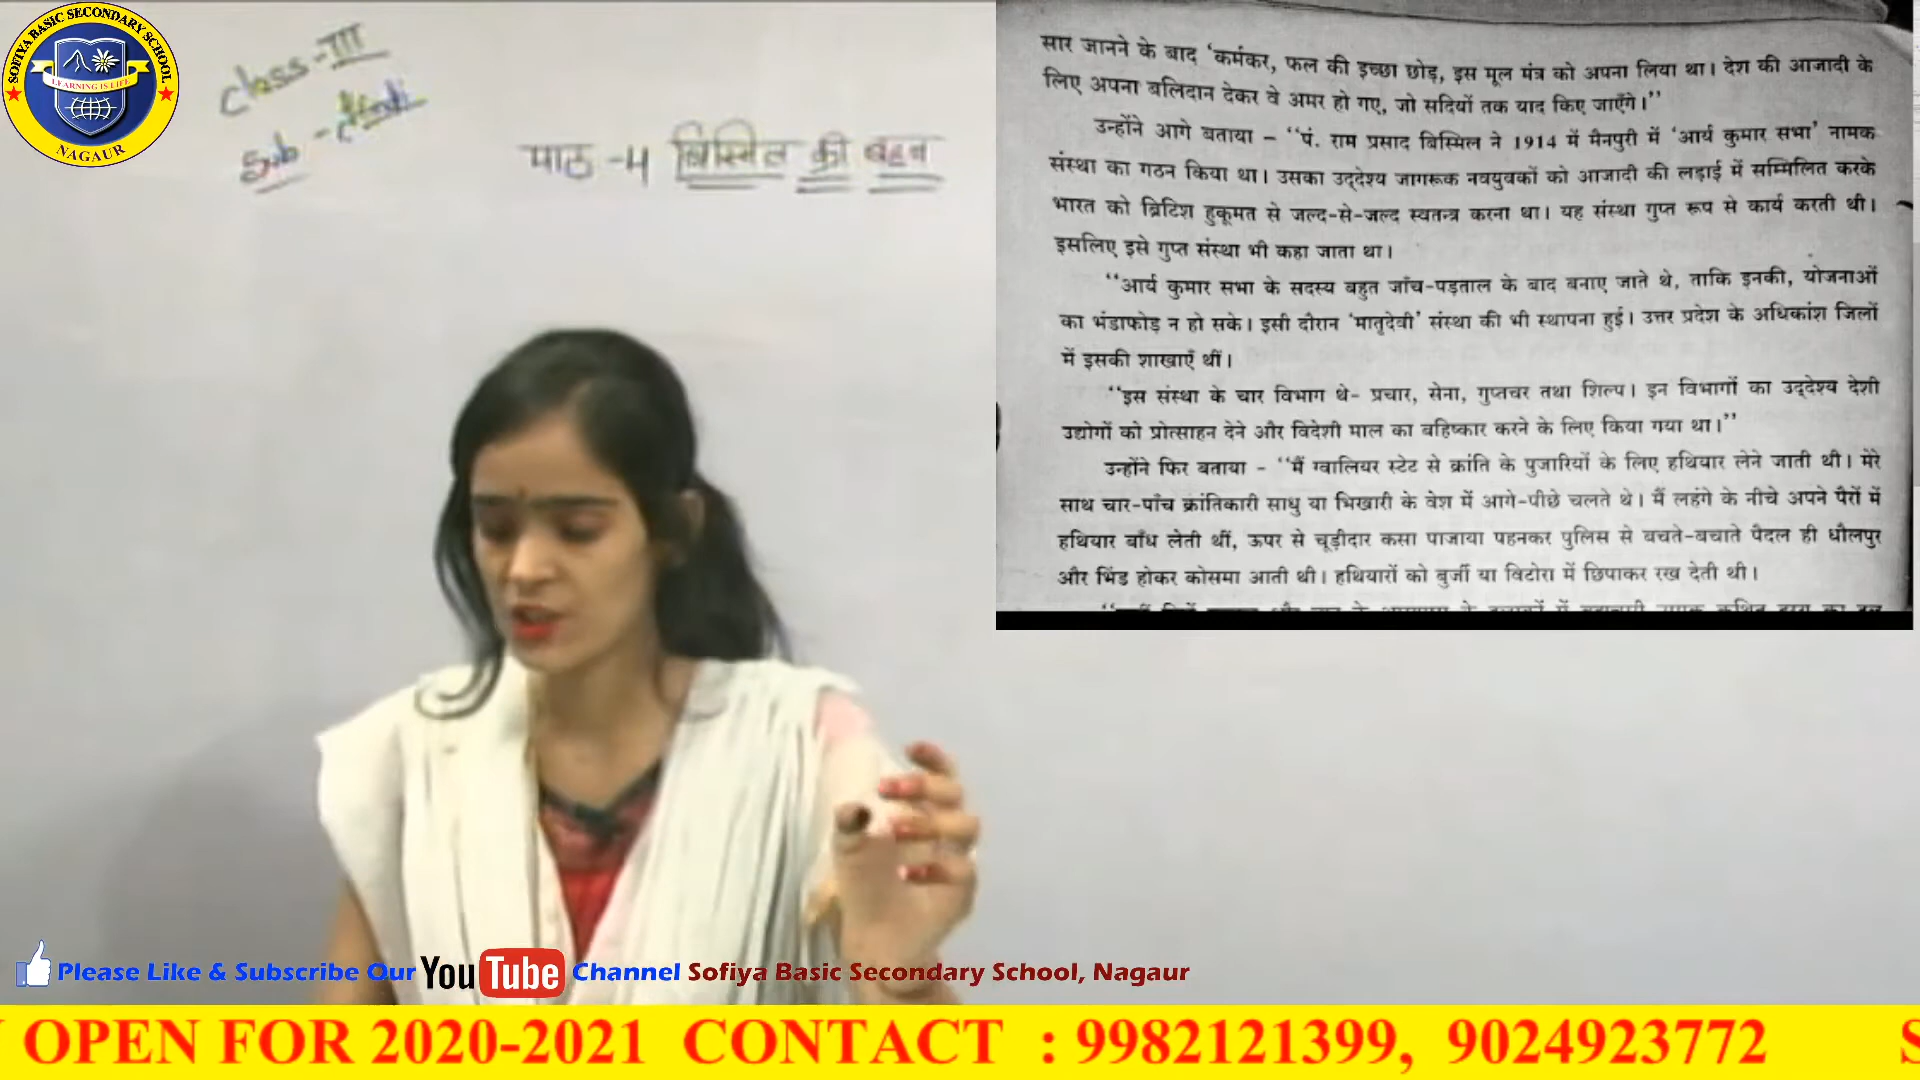 SOFIYA BASIC SECONDARY SCHOOL
LEARNING IS LIFE
NAGAUR
Class-III
Sub - Hindi
पाठ -4 बिस्मिल की बहन
सार जानने के बाद ‘कर्मकर, फल की इच्छा छोड़, इस मूल मंत्र को अपना लिया था। देश की आजादी के
लिए अपना बलिदान देकर वे अमर हो गए, जो सदियों तक याद किए जाएँगे।’’
उन्होंने आगे बताया – ‘‘पं. राम प्रसाद बिस्मिल ने 1914 में मैनपुरी में ‘आर्य कुमार सभा’ नामक
संस्था का गठन किया था। उसका उद्‌देश्य जागरूक नवयुवकों को आजादी की लड़ाई में सम्मिलित करके
भारत को ब्रिटिश हुकूमत से जल्द-से-जल्द स्वतन्त्र करना था। यह संस्था गुप्त रूप से कार्य करती थी।
इसलिए इसे गुप्त संस्था भी कहा जाता था।
‘‘आर्य कुमार सभा के सदस्य बहुत जाँच-पड़ताल के बाद बनाए जाते थे, ताकि इनकी, योजनाओं
का भंडाफोड़ न हो सके। इसी दौरान ‘मातृदेवी’ संस्था की भी स्थापना हुई। उत्तर प्रदेश के अधिकांश जिलों
में इसकी शाखाएँ थीं।
‘‘इस संस्था के चार विभाग थे- प्रचार, सेना, गुप्तचर तथा शिल्प। इन विभागों का उद्‌देश्य देशी
उद्योगों को प्रोत्साहन देने और विदेशी माल का बहिष्कार करने के लिए किया गया था।’’
उन्होंने फिर बताया - ‘‘मैं ग्वालियर स्टेट से क्रांति के पुजारियों के लिए हथियार लेने जाती थी। मेरे
साथ चार-पाँच क्रांतिकारी साधु या भिखारी के वेश में आगे-पीछे चलते थे। मैं लहंगे के नीचे अपने पैरों में
हथियार बाँध लेती थीं, ऊपर से चूड़ीदार कसा पाजाया पहनकर पुलिस से बचते-बचाते पैदल ही धौलपुर
और भिंड होकर कोसमा आती थी। हथियारों को बुर्जी या विटोरा में छिपाकर रख देती थी।
Please Like & Subscribe Our YouTube Channel Sofiya Basic Secondary School, Nagaur
OPEN FOR 2020-2021 CONTACT : 9982121399, 9024923772